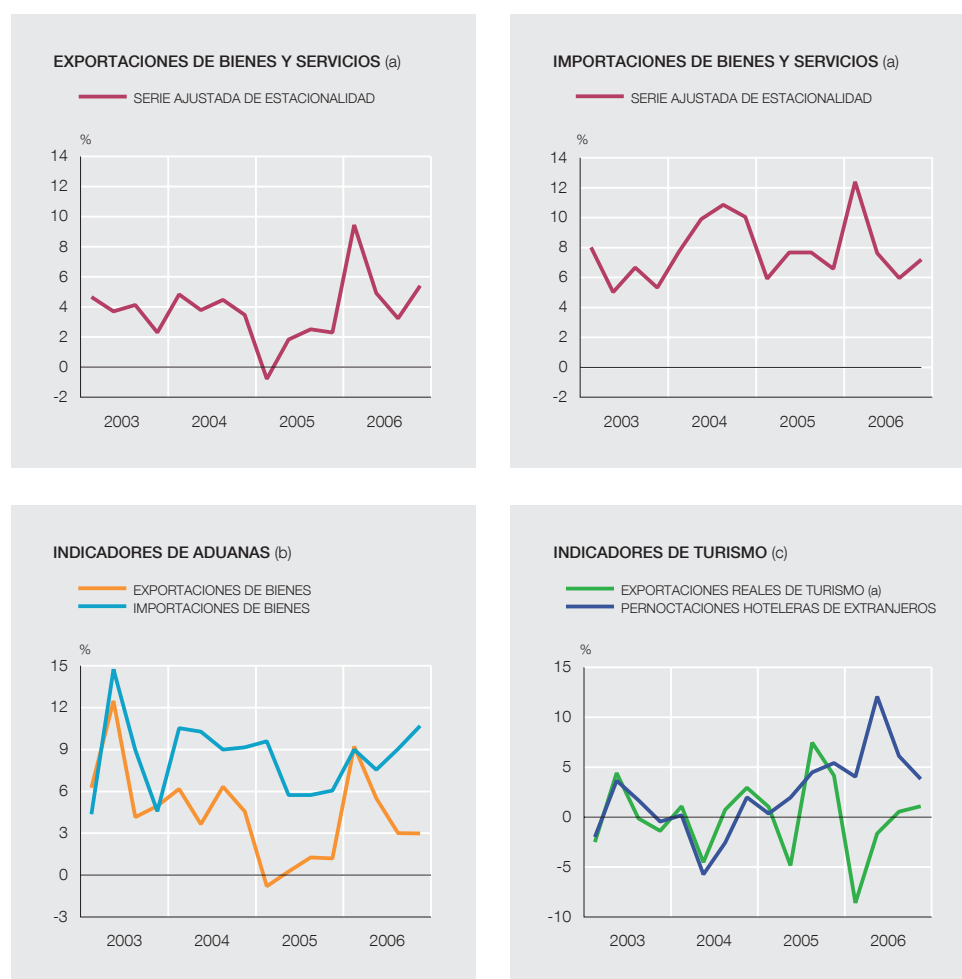 EXPORTACIONES DE BIENES Y SERVICIOS (a)
SERIE AJUSTADA DE ESTACIONALIDAD
%
14
12
10
8
6
4
2
0
-2
2003 2004 2005 2006
IMPORTACIONES DE BIENES Y SERVICIOS (a)
SERIE AJUSTADA DE ESTACIONALIDAD
%
14
12
10
8
6
4
2
0
-2
2003 2004 2005 2006
INDICADORES DE ADUANAS (b)
EXPORTACIONES DE BIENES
IMPORTACIONES DE BIENES
%
15
12
9
6
3
0
-3
2003 2004 2005 2006
INDICADORES DE TURISMO (c)
EXPORTACIONES REALES DE TURISMO (a)
PERNOCTACIONES HOTELERAS DE EXTRANJEROS
%
15
10
5
0
-5
-10
2003 2004 2005 2006